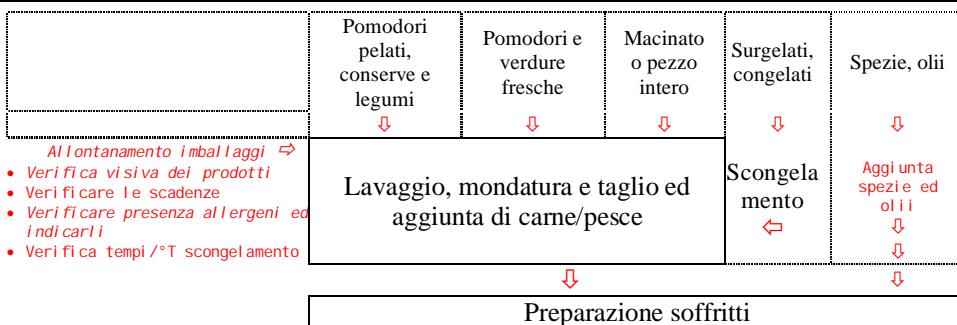 Pomodori
pelati,
conserve e
legumi
Pomodori e
verdure
fresche
Macinato
o pezzo
intero
Surgelati,
congelati
Spezie, olii
⇩ ⇩ ⇩ ⇩ ⇩
Allontanamento imballaggi ⇨
• Verifica visiva dei prodotti
• Verificare le scadenze
• Verificare presenza allergeni ed
indicarli
• Verifica tempi/°T scongelamento
Lavaggio, mondatura e taglio ed
aggiunta di carne/pesce
Scongela
mento
⇦
Aggiunta
spezie ed
olii
⇩
⇩
⇩ ⇩
Preparazione soffritti